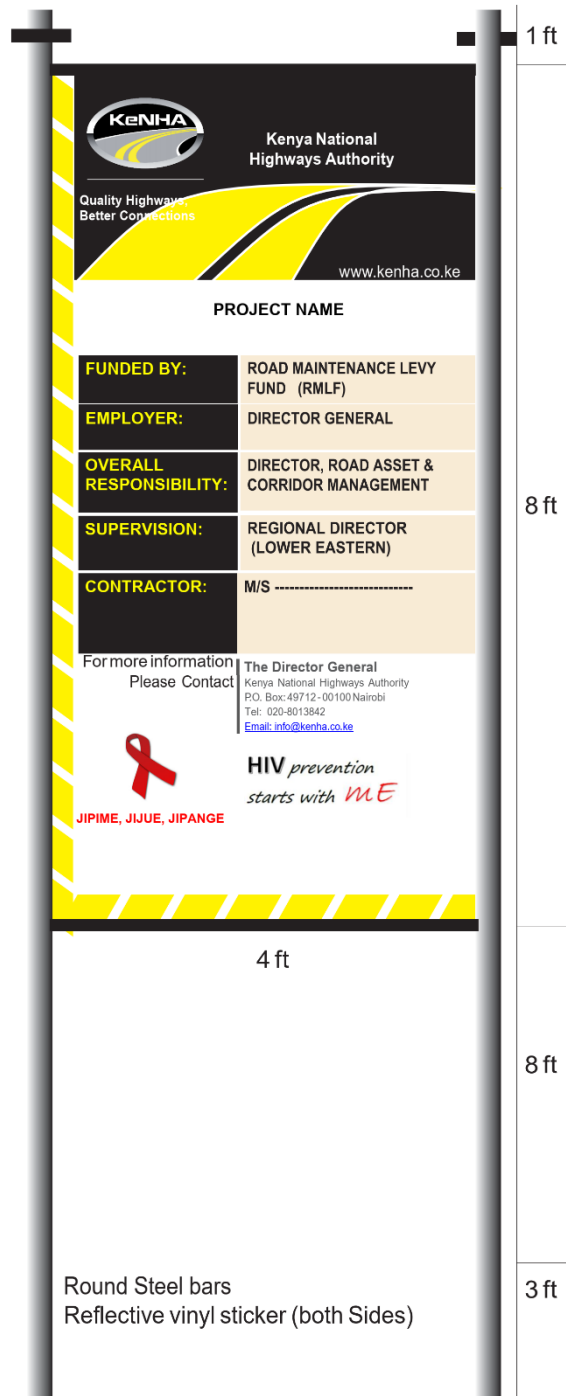 1 ft
KeNHA
Kenya National
Highways Authority
Quality Highways,
Better Connections
www.kenha.co.ke
PROJECT NAME
FUNDED BY:
ROAD MAINTENANCE LEVY
FUND (RMLF)
EMPLOYER:
DIRECTOR GENERAL
OVERALL
RESPONSIBILITY:
DIRECTOR, ROAD ASSET &
CORRIDOR MANAGEMENT
8 ft
SUPERVISION:
REGIONAL DIRECTOR
(LOWER EASTERN)
CONTRACTOR:
M/S ----------------------------
For more information
Please Contact
The Director General
Kenya National Highways Authority
P.O. Box: 49712 - 00100 Nairobi
Tel: 020-8013842
Email: info@kenha.co.ke
HIV prevention
starts with ME
JIPIME, JIJUE, JIPANGE
4 ft
8 ft
Round Steel bars
Reflective vinyl sticker (both Sides)
3 ft